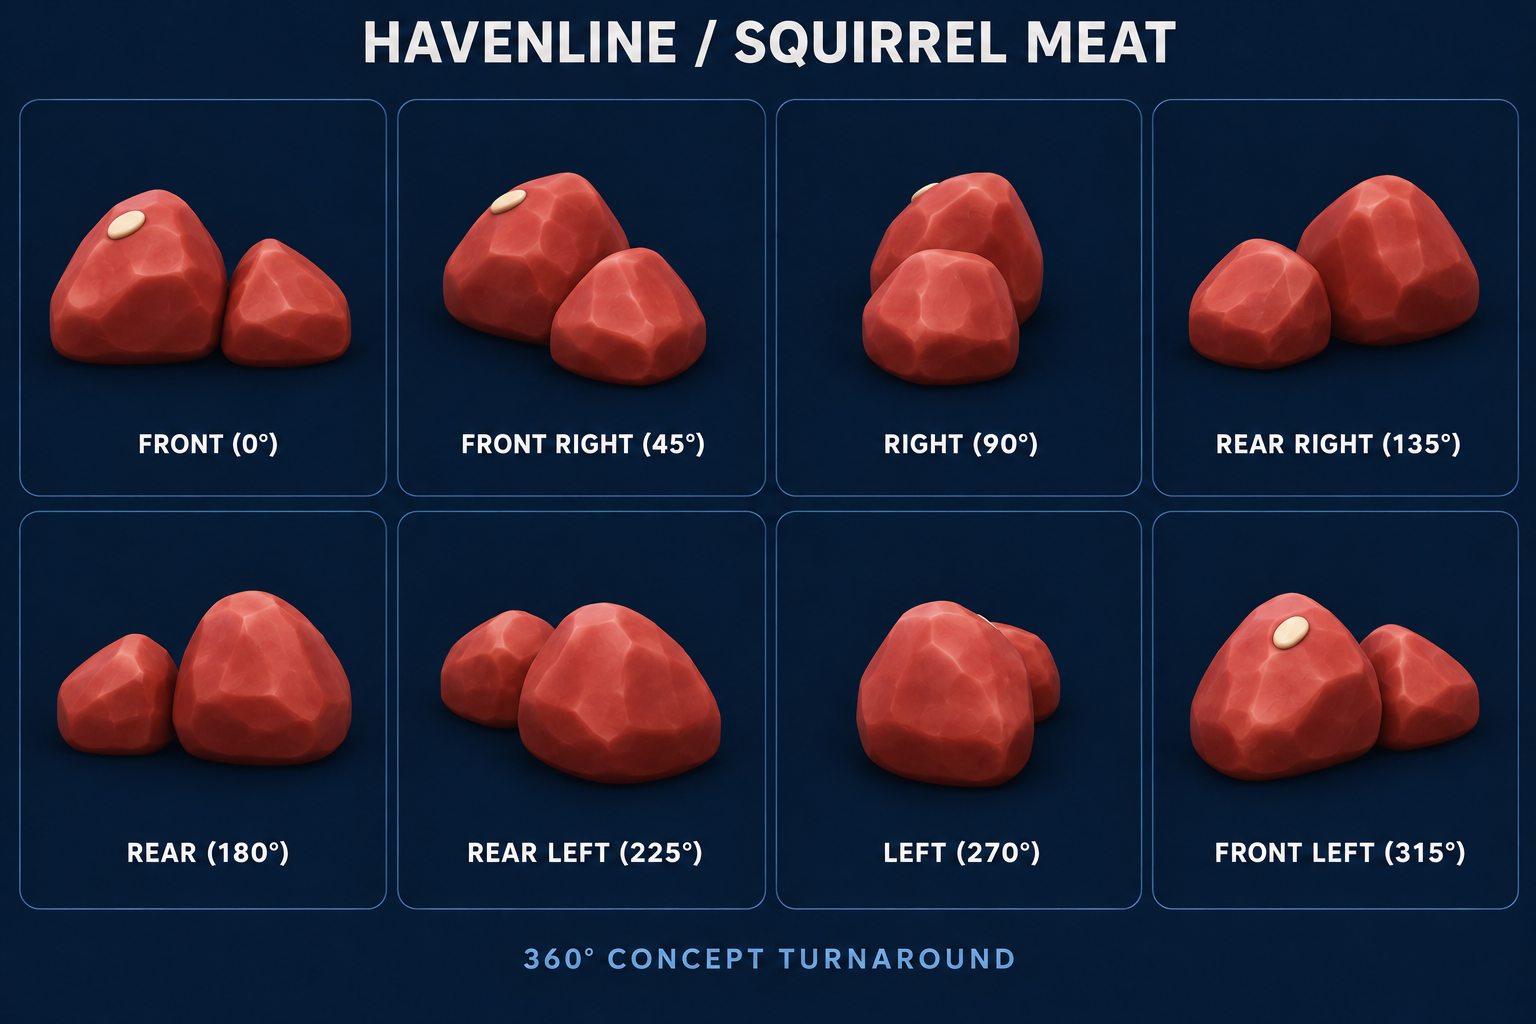 HAVENLINE / SQUIRREL MEAT
FRONT (0°)
FRONT RIGHT (45°)
RIGHT (90°)
REAR RIGHT (135°)
REAR (180°)
REAR LEFT (225°)
LEFT (270°)
FRONT LEFT (315°)
360° CONCEPT TURNAROUND